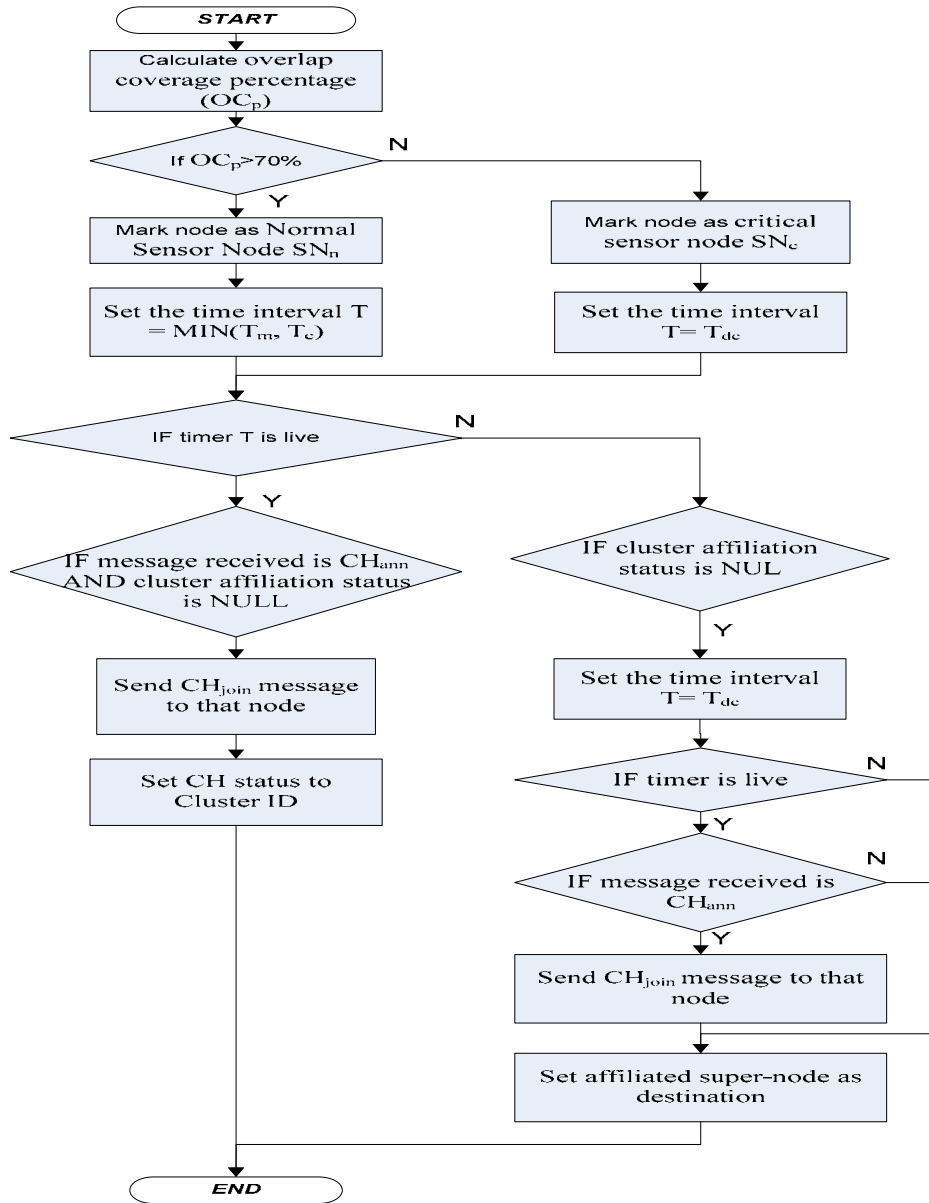 START
Calculate overlap
coverage percentage
(OCp)
If OCp>70%
N
Y
Mark node as Normal
Sensor Node SNn
Mark node as critical
sensor node SNc
Set the time interval T
= MIN(Tm, Tc)
Set the time interval
T= Tdc
IF timer T is live
N
Y
IF message received is CHann
AND cluster affiliation status
is NULL
IF cluster affiliation
status is NUL
Y
Send CHjoin message
to that node
Set the time interval
T= Tdc
Set CH status to
Cluster ID
IF timer is live
N
Y
IF message received is
CHann
N
Y
Send CHjoin message to that
node
Set affiliated super-node as
destination
END